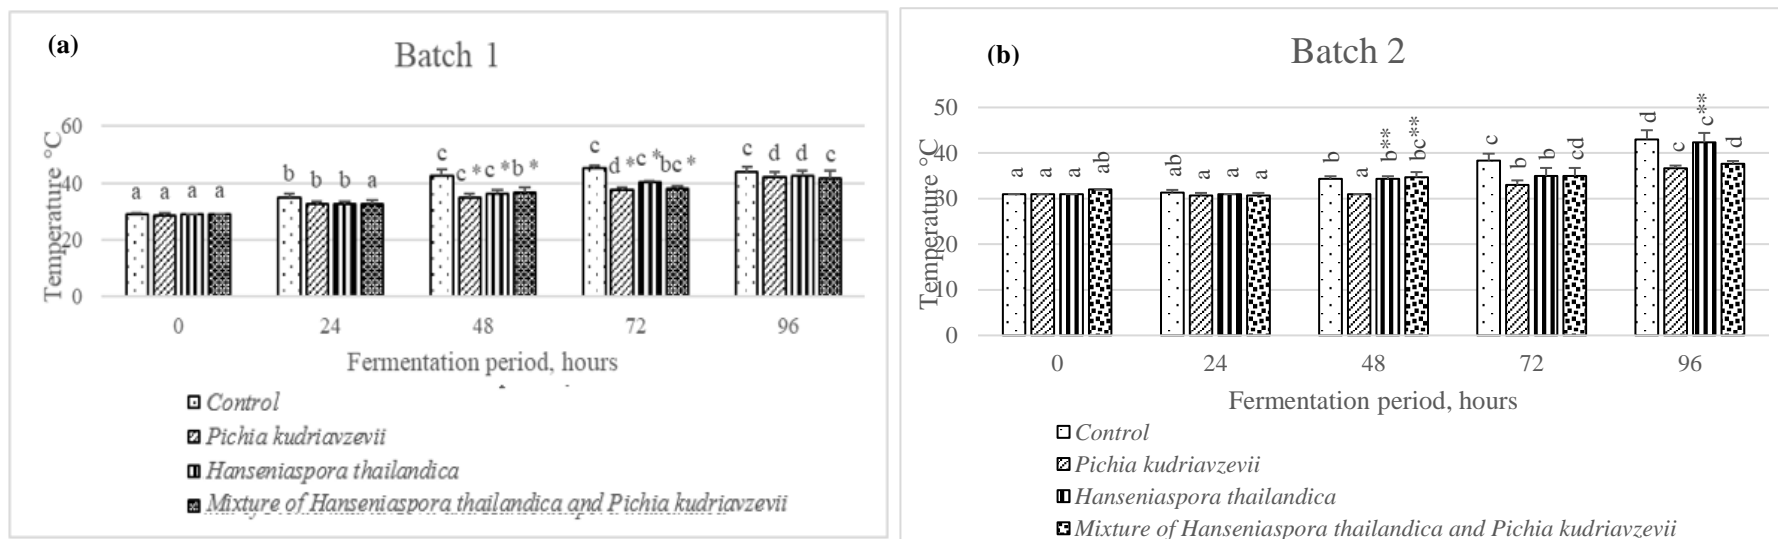 (a)
Batch 1
Temperature °C
60
40
20
0
a a a a
b b b a
c c* c* b*
c d* c* bc*
c d d c
0 24 48 72 96
Fermentation period, hours
Control
Pichia kudriavzevii
Hanseniaspora thailandica
Mixture of Hanseniaspora thailandica and Pichia kudriavzevii
(b)
Batch 2
Temperature °C
50
40
30
20
10
0
a a a ab
ab a a a
b a b** bc**
c b b cd
d c c** d
0 24 48 72 96
Fermentation period, hours
Control
Pichia kudriavzevii
Hanseniaspora thailandica
Mixture of Hanseniaspora thailandica and Pichia kudriavzevii